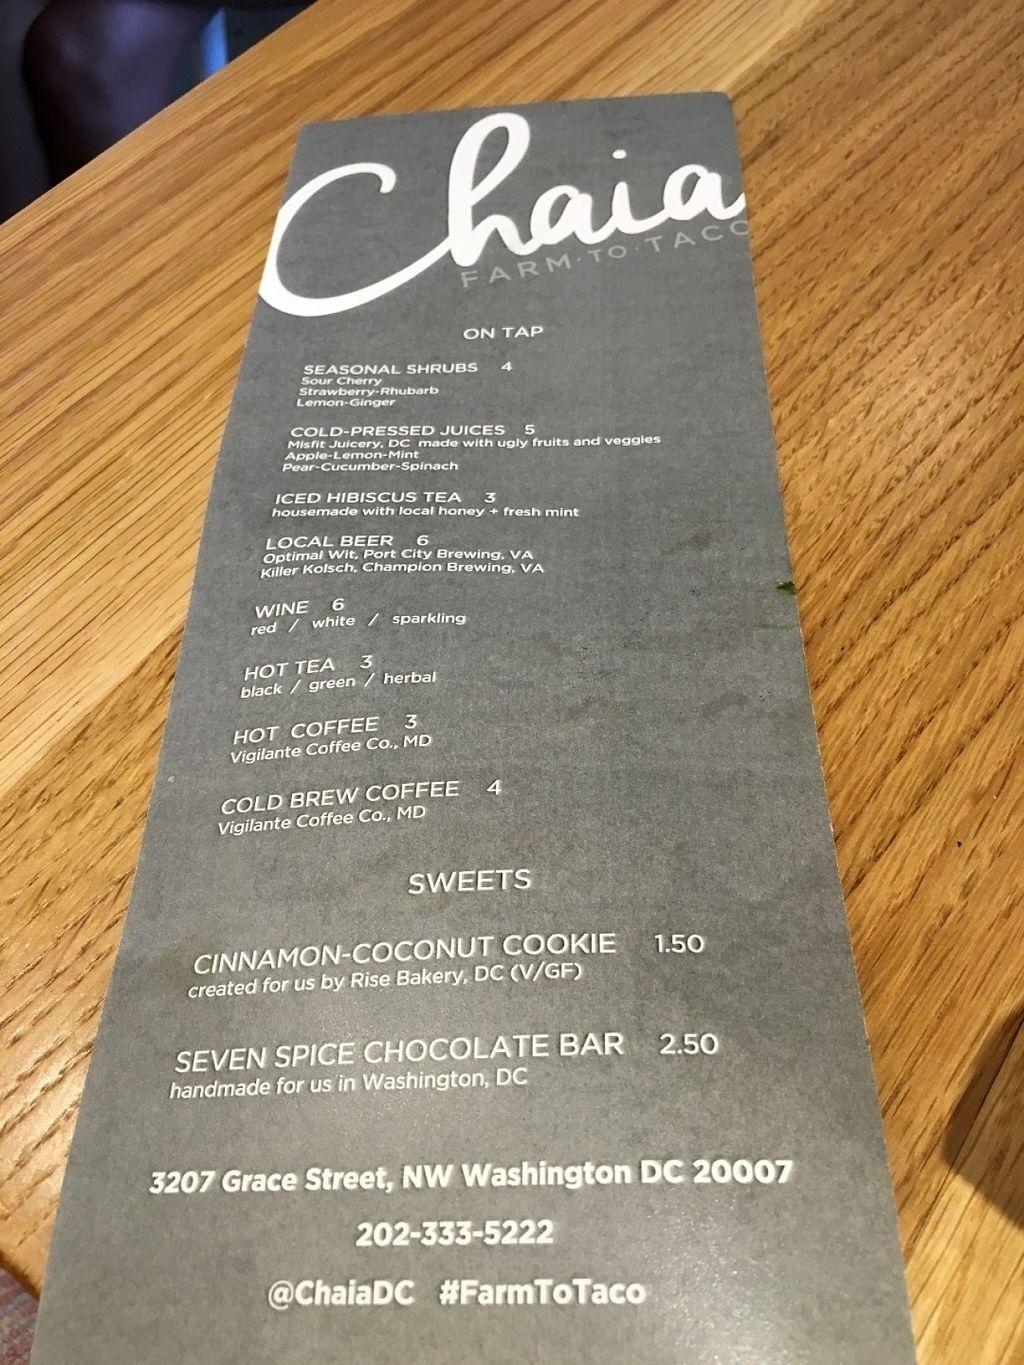 Chaia
FARM·TO·TACO
ON TAP
SEASONAL SHRUBS 4
Sour Cherry
Strawberry-Rhubarb
Lemon-Ginger
COLD-PRESSED JUICES 5
Misfit Juicery, DC made with ugly fruits and veggies
Apple-Lemon-Mint
Pear-Cucumber-Spinach
ICED HIBISCUS TEA 3
housemade with local honey + fresh mint
LOCAL BEER 6
Optimal Wit, Port City Brewing, VA
Killer Kolsch, Champion Brewing, VA
WINE 6
red / white / sparkling
HOT TEA 3
black / green / herbal
HOT COFFEE 3
Vigilante Coffee Co., MD
COLD BREW COFFEE 4
Vigilante Coffee Co., MD
SWEETS
CINNAMON-COCONUT COOKIE 1.50
created for us by Rise Bakery, DC (V/GF)
SEVEN SPICE CHOCOLATE BAR 2.50
handmade for us in Washington, DC
3207 Grace Street, NW Washington DC 20007
202-333-5222
@ChaiaDC #FarmToTaco